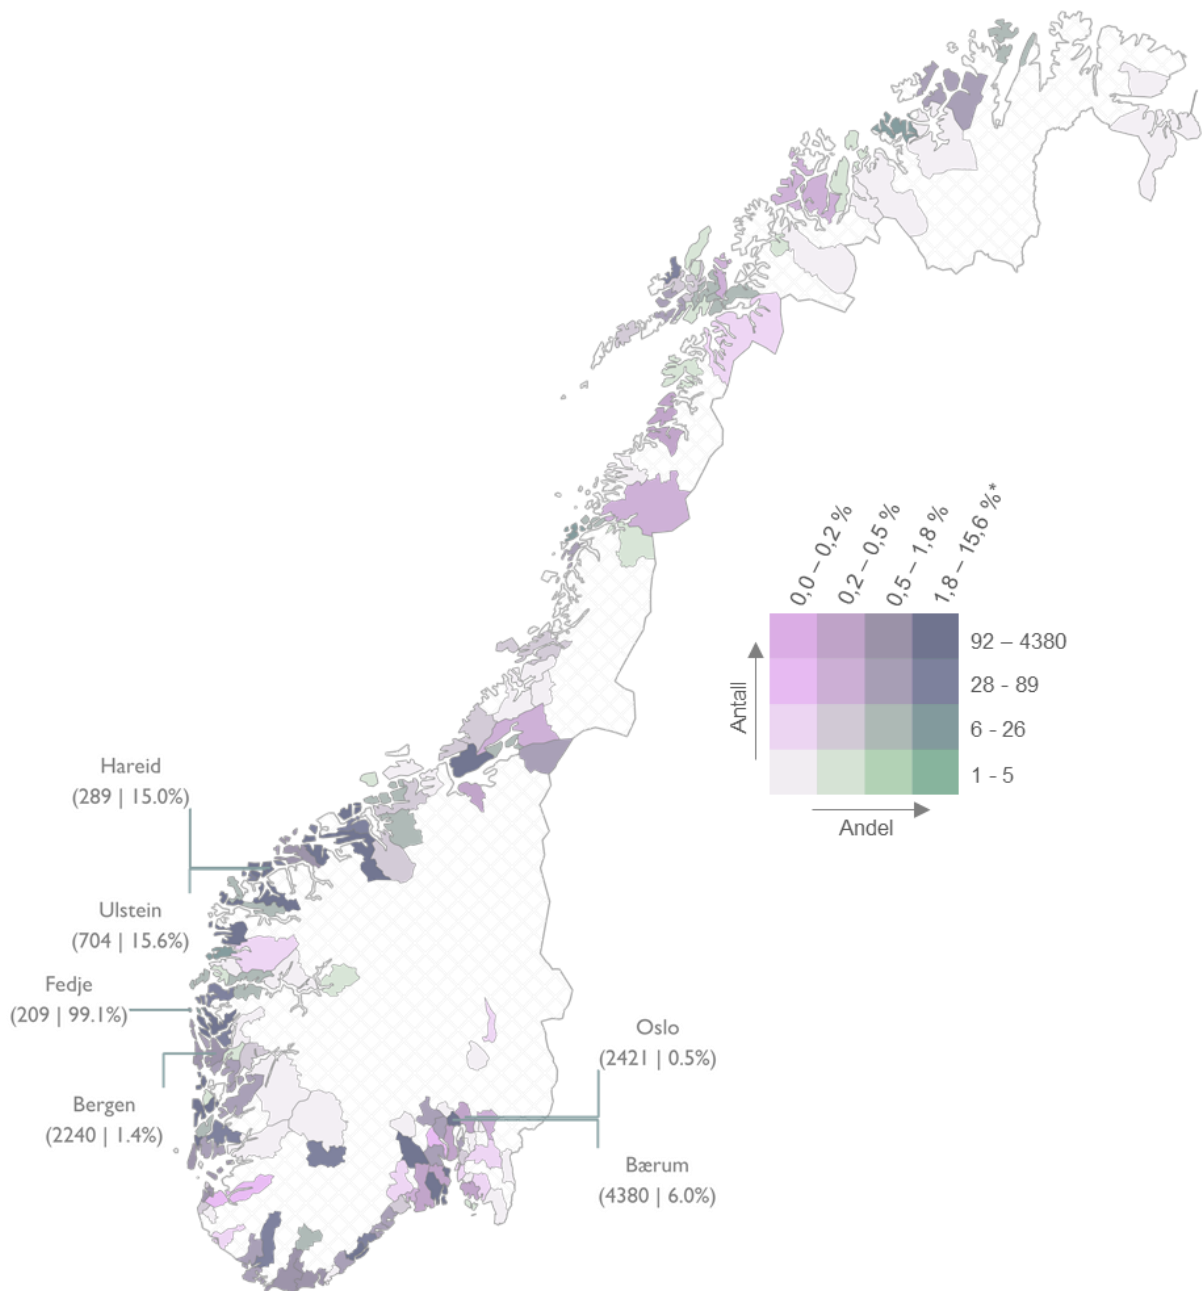 0,0 – 0,2 %
0,2 – 0,5 %
0,5 – 1,8 %
1,8 – 15,6 %*
92 – 4380
28 - 89
6 - 26
1 - 5
Antall
Andel
Hareid
(289 | 15.0%)
Ulstein
(704 | 15.6%)
Fedje
(209 | 99.1%)
Bergen
(2240 | 1.4%)
Oslo
(2421 | 0.5%)
Bærum
(4380 | 6.0%)